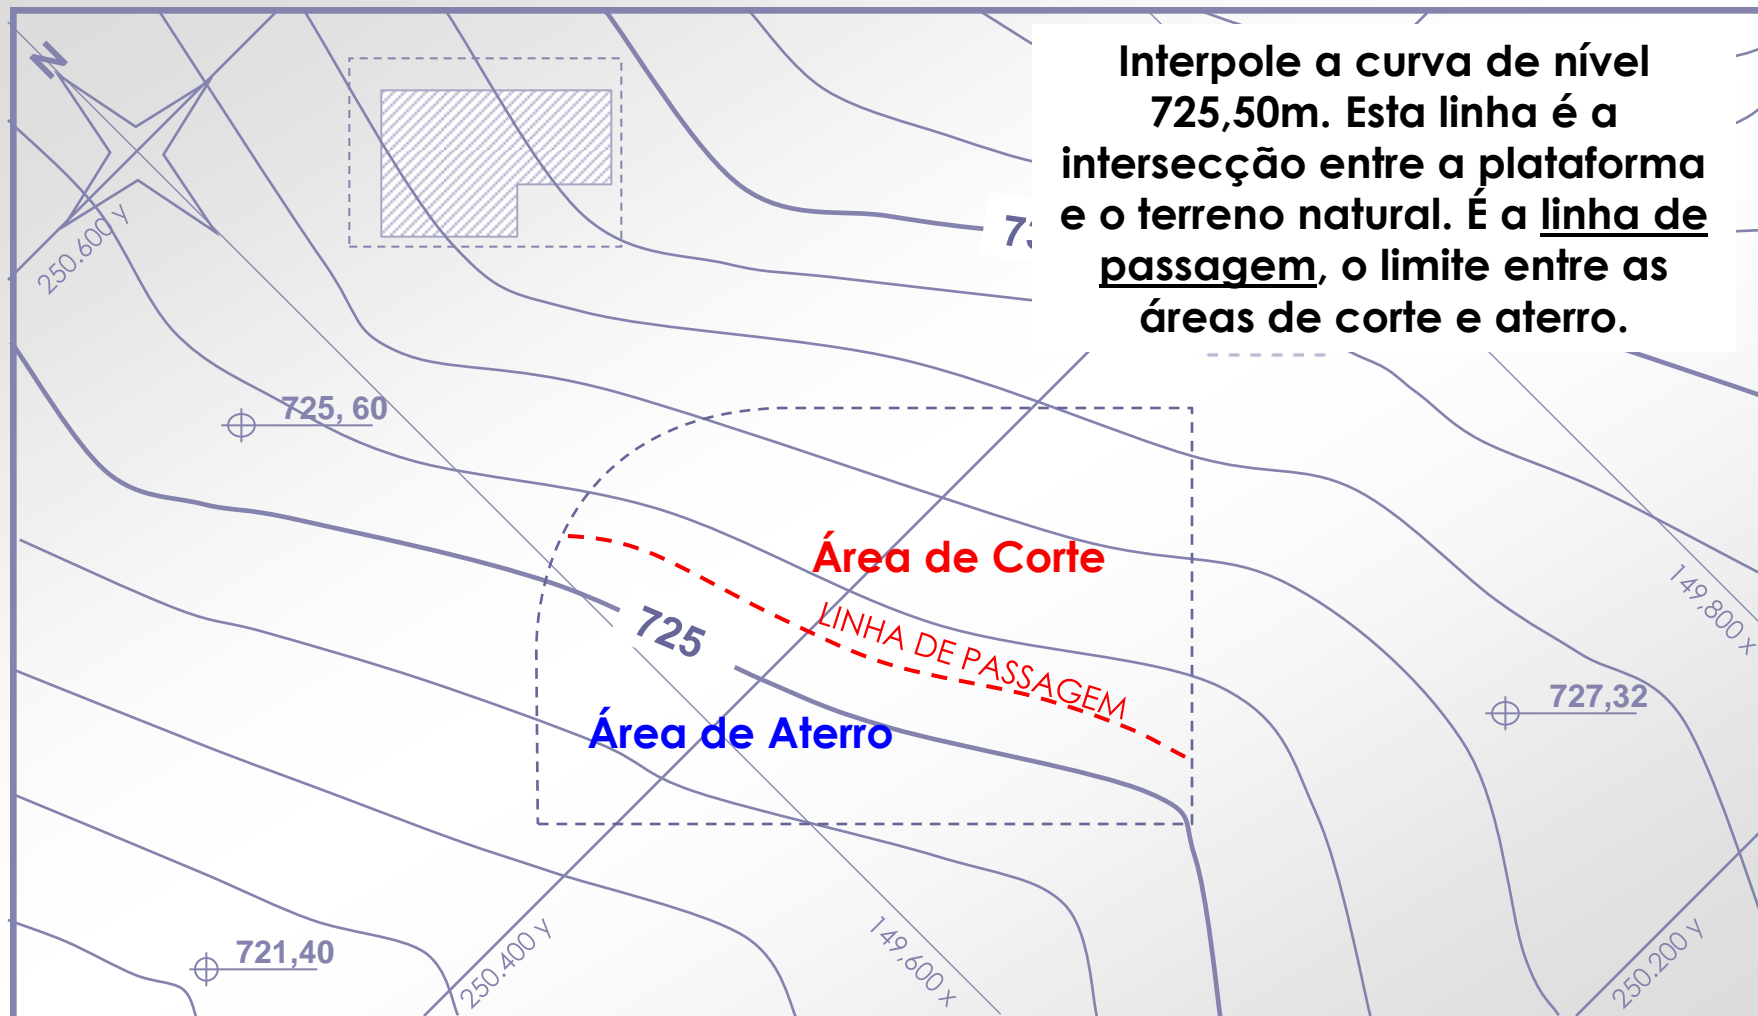 Interpole a curva de nível
725,50m. Esta linha é a
intersecção entre a plataforma
e o terreno natural. É a linha de
passagem, o limite entre as
áreas de corte e aterro.
N
250.600 y
725, 60
Área de Corte
LINHA DE PASSAGEM
725
Área de Aterro
149,800 x
727,32
721,40
250.400 y
149,600 x
250.200 y